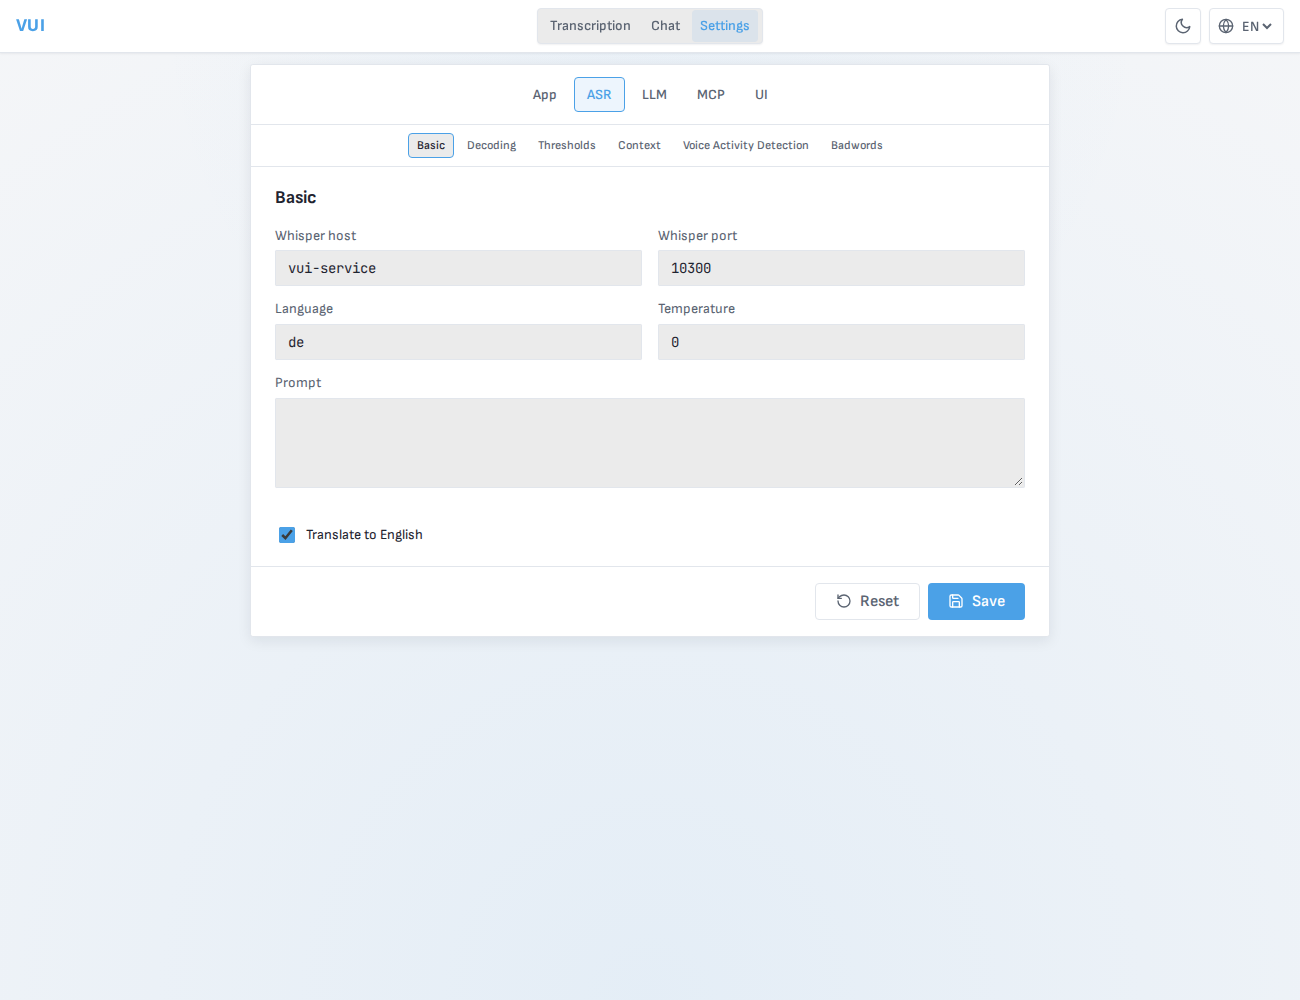 VUI
Transcription Chat Settings
EN
App ASR LLM MCP UI
Basic Decoding Thresholds Context Voice Activity Detection Badwords
Basic
Whisper host Whisper port
vui-service 10300
Language Temperature
de 0
Prompt
Translate to English
Reset Save